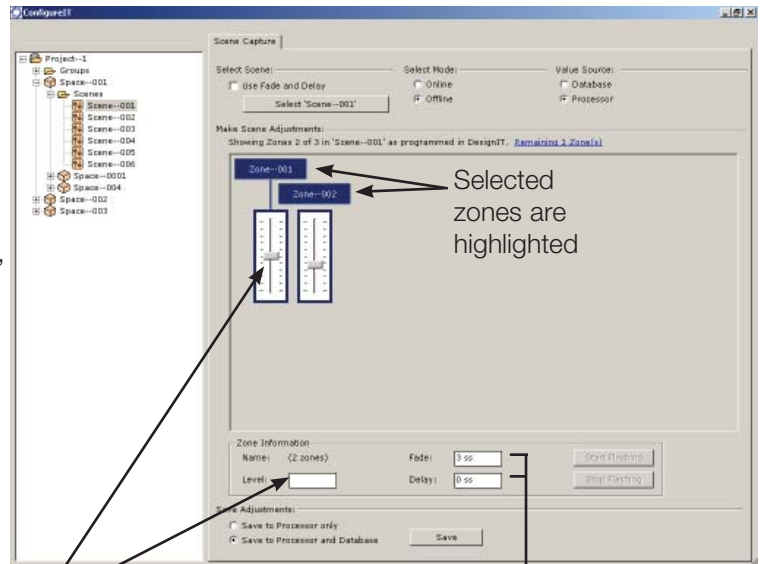 ConfigureIT
Scene Capture
Project--1
Groups
Space--001
Scenes
Scene--001
Scene--002
Scene--003
Scene--004
Scene--005
Scene--006
Space--0001
Space--004
Space--002
Space--003
Select Scene:
Use Fade and Delay
Select 'Scene--001'
Select Mode:
Online
Offline
Value Source:
Database
Processor
Make Scene Adjustments:
Showing Zones 2 of 3 in 'Scene--001' as programmed in DesignIT. Remaining 1 Zone(s)
Zone--001
Zone--002
Selected
zones are
highlighted
,
Zone Information
Name: (2 zones)
Level:
Fade: 3 ss
Delay: 0 ss
Start Flashing
Stop Flashing
Save Adjustments:
Save to Processor only
Save to Processor and Database
Save